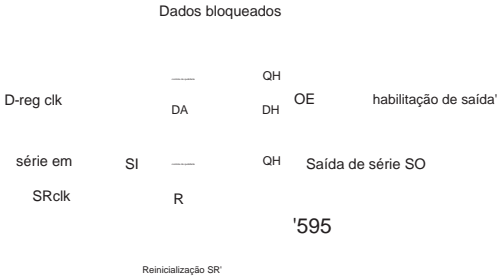 Dados bloqueados
QH
D-reg clk DA DH OE habilitação de saída'
série em SI QH Saída de série SO
SRclk R
'595
Reinicialização SR'